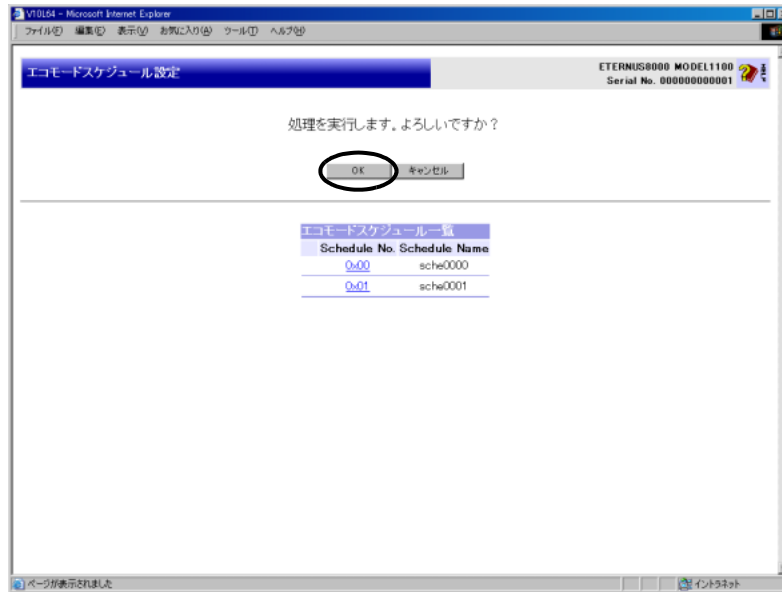 V10L64 - Microsoft Internet Explorer
ファイル(F) 編集(E) 表示(V) お気に入り(A) ツール(T) ヘルプ(H)
エコモードスケジュール設定
ETERNUS8000 MODEL1100
Serial No. 000000000001
HELP
処理を実行します。よろしいですか？
OK キャンセル
エコモードスケジュール一覧
Schedule No. Schedule Name
0x00 sche0000
0x01 sche0001
ページが表示されました
イントラネット